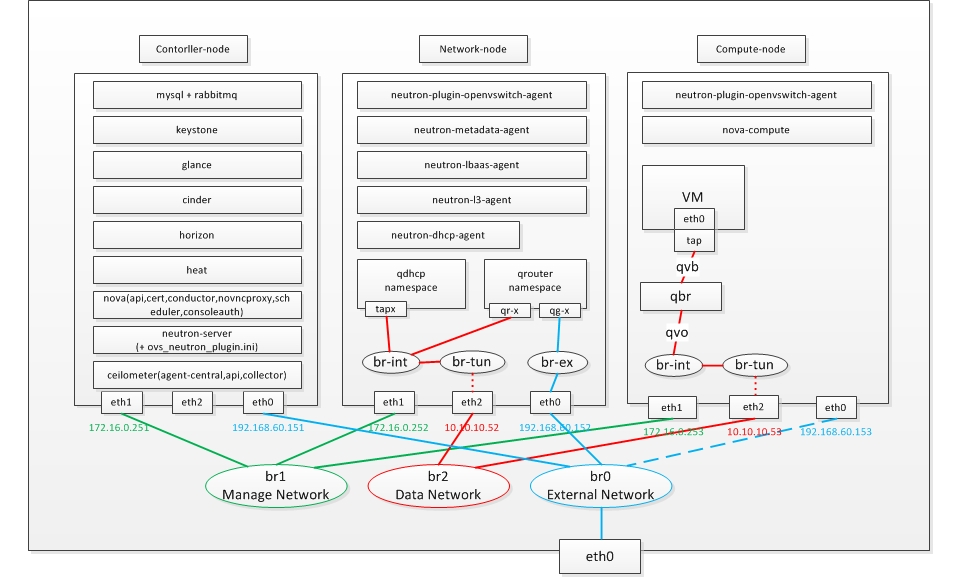 Contorller-node
Network-node
Compute-node
mysql + rabbitmq
keystone
glance
cinder
horizon
heat
nova(api,cert,conductor,novncproxy,sch
eduler,consoleauth)
neutron-server
(+ ovs_neutron_plugin.ini)
ceilometer(agent-central,api,collector)
eth1
eth2
eth0
172.16.0.251
192.168.60.151
neutron-plugin-openvswitch-agent
neutron-metadata-agent
neutron-lbaas-agent
neutron-l3-agent
neutron-dhcp-agent
qdhcp
namespace
tapx
qrouter
namespace
qr-x
qg-x
br-int
br-tun
br-ex
eth1
eth2
eth0
172.16.0.252
10.10.10.52
192.168.60.152
neutron-plugin-openvswitch-agent
nova-compute
VM
eth0
tap
qvb
qbr
qvo
br-int
br-tun
eth1
eth2
eth0
172.16.0.253
10.10.10.53
192.168.60.153
br1
Manage Network
br2
Data Network
br0
External Network
eth0